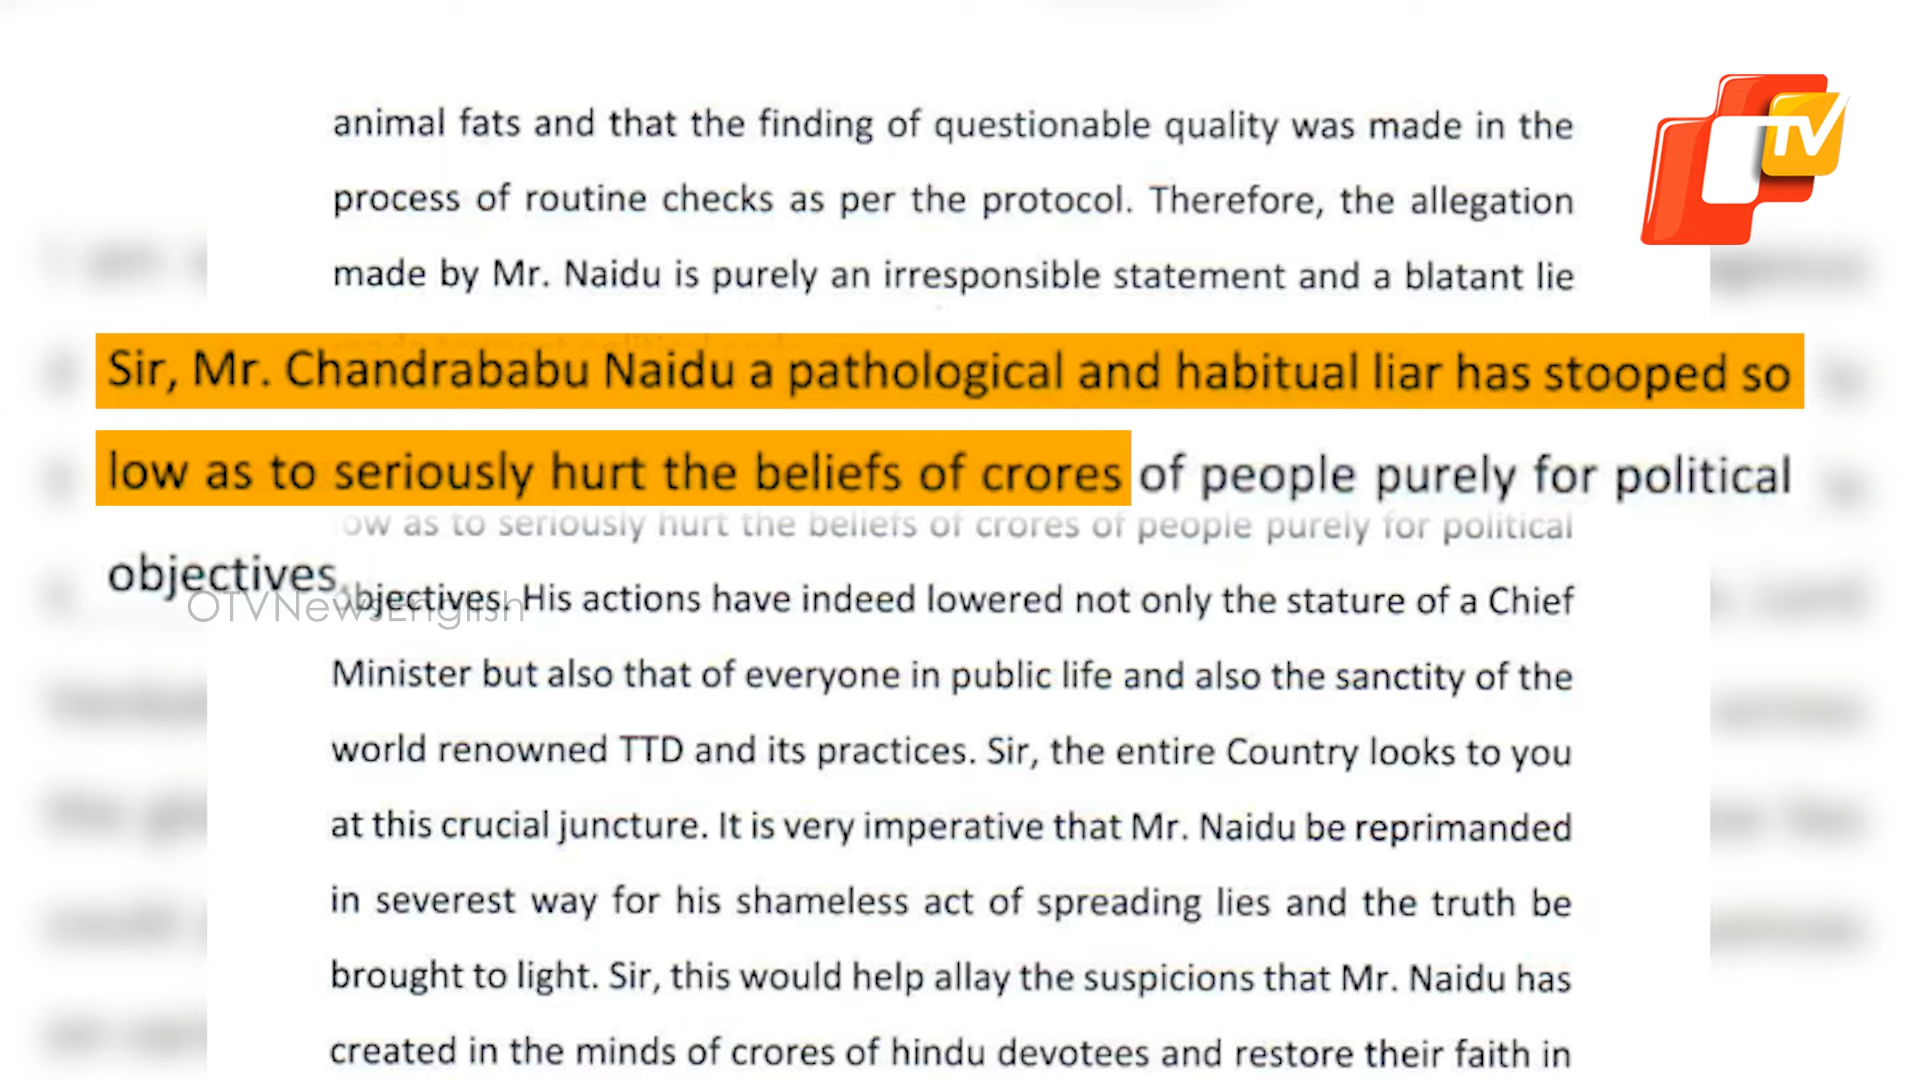 TV
animal fats and that the finding of questionable quality was made in the
process of routine checks as per the protocol. Therefore, the allegation
made by Mr. Naidu is purely an irresponsible statement and a blatant lie
Sir, Mr. Chandrababu Naidu a pathological and habitual liar has stooped so
low as to seriously hurt the beliefs of crores of people purely for political
low as to seriously hurt the beliefs of crores of people purely for political
objectives.
objectives. His actions have indeed lowered not only the stature of a Chief
OTVNewsEnglish
Minister but also that of everyone in public life and also the sanctity of the
world renowned TTD and its practices. Sir, the entire Country looks to you
at this crucial juncture. It is very imperative that Mr. Naidu be reprimanded
in severest way for his shameless act of spreading lies and the truth be
brought to light. Sir, this would help allay the suspicions that Mr. Naidu has
created in the minds of crores of hindu devotees and restore their faith in